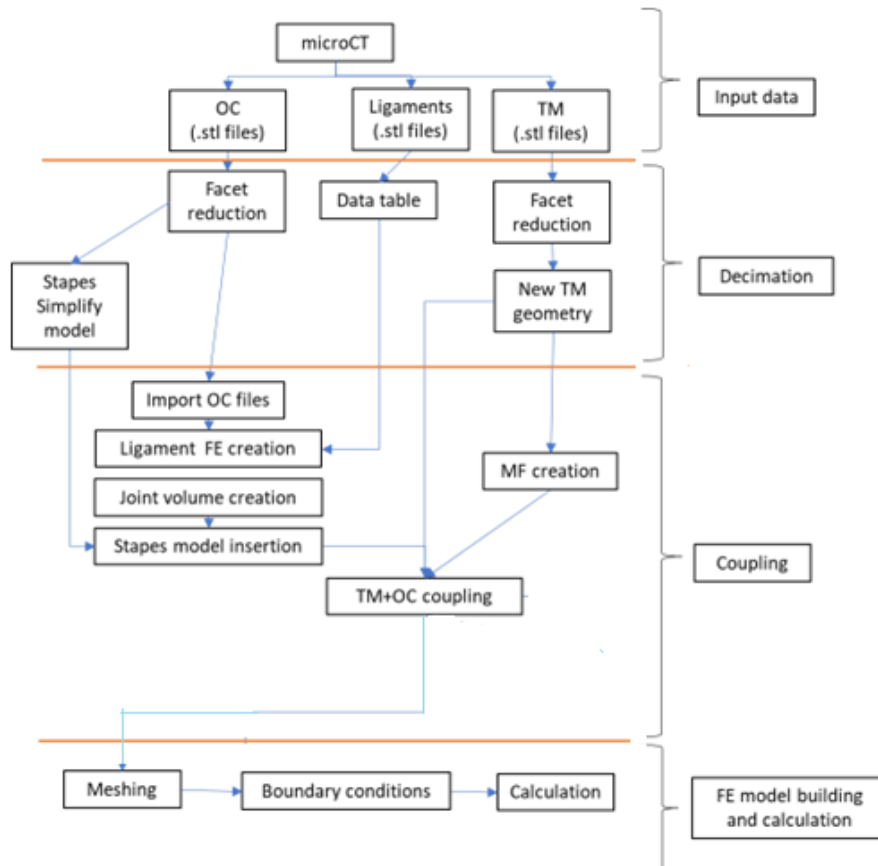 microCT
Input data
OC
(.stl files)
Ligaments
(.stl files)
TM
(.stl files)
Facet
reduction
Data table
Facet
reduction
Stapes
Simplify
model
New TM
geometry
Decimation
Import OC files
Ligament FE creation
MF creation
Joint volume creation
Stapes model insertion
Coupling
TM+OC coupling
Meshing
Boundary conditions
Calculation
FE model building
and calculation